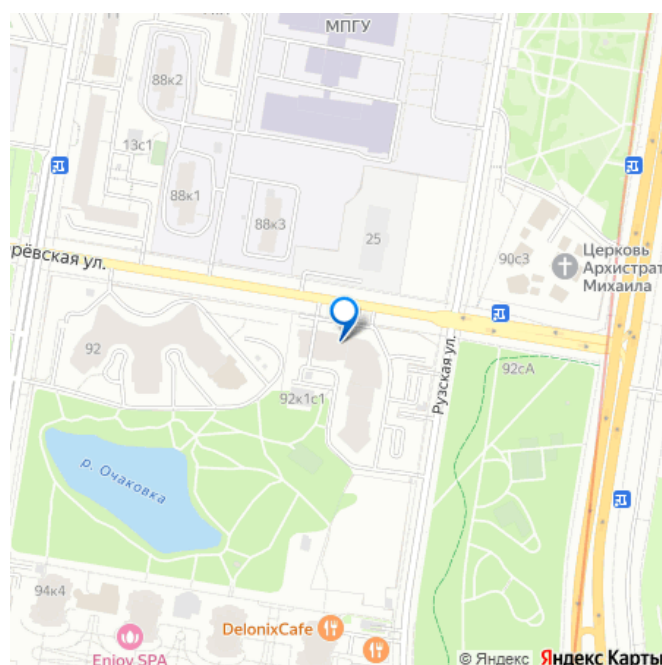 МПГУ
88к2
13с1
88к1
88к3
25
90с3
Церковь
Архистрат
Михаила
рёвская ул.
92
92к1с1
Рузская ул.
92сА
р. Очаковка
94к4
DelonixCafe
Enjoy SPA
© Яндекс Яндекс Карты